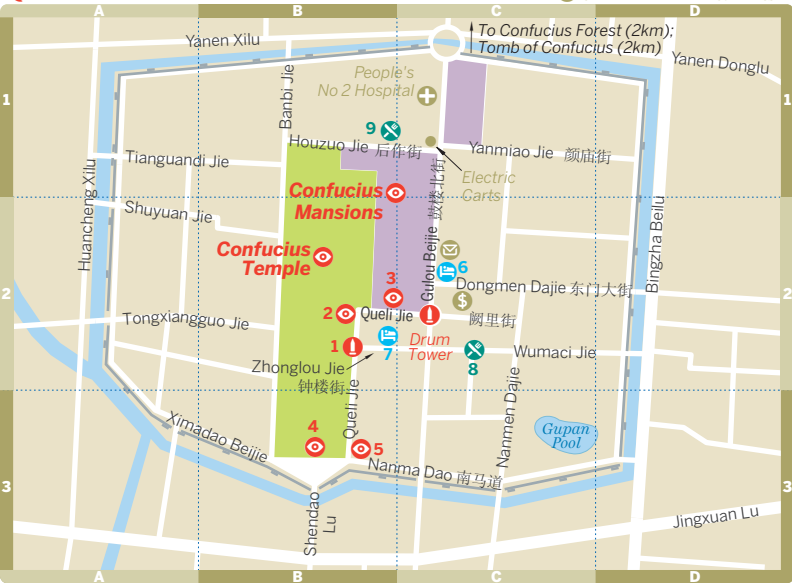 A
B
C
D
To Confucius Forest (2km);
Tomb of Confucius (2km)
Yanen Xilu
Yanen Donglu
People's
No 2 Hospital
Banbi Jie
1
1
9
Houzuo Jie 后作街
Yanmiao Jie 颜庙街
Tianguandi Jie
Electric
Carts
Huancheng Xilu
Confucius
Mansions
Gulou Beijie 鼓楼北街
Shuyuan Jie
Bingzha Beilu
Confucius
Temple
6
3
Dongmen Dajie 东门大街
2
2
$
2
Queli Jie
阙里街
Tongxiangguo Jie
Drum
Tower
1
7
8
Wumaci Jie
Zhonglou Jie
钟楼街
Queli Jie
Nanmen Dajie
Ximadao Beijie
4
5
Gupan
Pool
Nanma Dao 南马道
3
3
Shendao
Lu
Jingxuan Lu
A
B
C
D